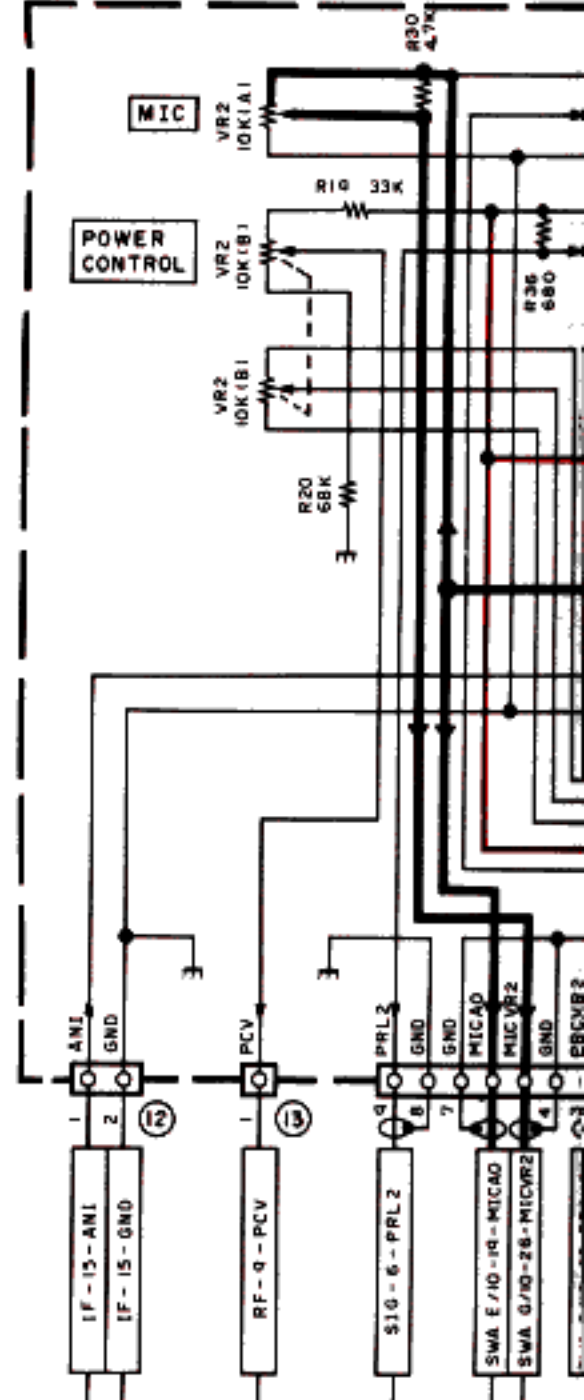 R30
4.7K
MIC
VR2
10K(A)
R19 33K
POWER
CONTROL
VR2
10K(B)
R36
680
VR2
10K(B)
R20
68K
ANI
GND
PCV
PRL2
GND
GND
MICAO
MICVR2
GND
1
2
12
1
13
9
8
7
4
IF-15-ANI
IF-15-GND
RF-9-PCV
SIG-6-PRL2
SWA E/10-19-MICAO
SWA G/10-26-MICVR2